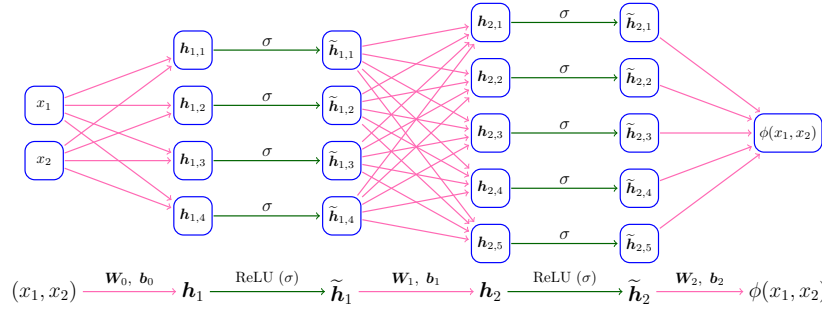 h₂,₁ σ h̃₂,₁
h₁,₁ σ h̃₁,₁
h₂,₂ σ h̃₂,₂
x₁ h₁,₂ σ h̃₁,₂
h₂,₃ σ h̃₂,₃ ϕ(x₁, x₂)
x₂ h₁,₃ σ h̃₁,₃
h₂,₄ σ h̃₂,₄
h₁,₄ σ h̃₁,₄
h₂,₅ σ h̃₂,₅
W₀, b₀ ReLU (σ) W₁, b₁ ReLU (σ) W₂, b₂
(x₁, x₂) h₁ h̃₁ h₂ h̃₂ ϕ(x₁, x₂)